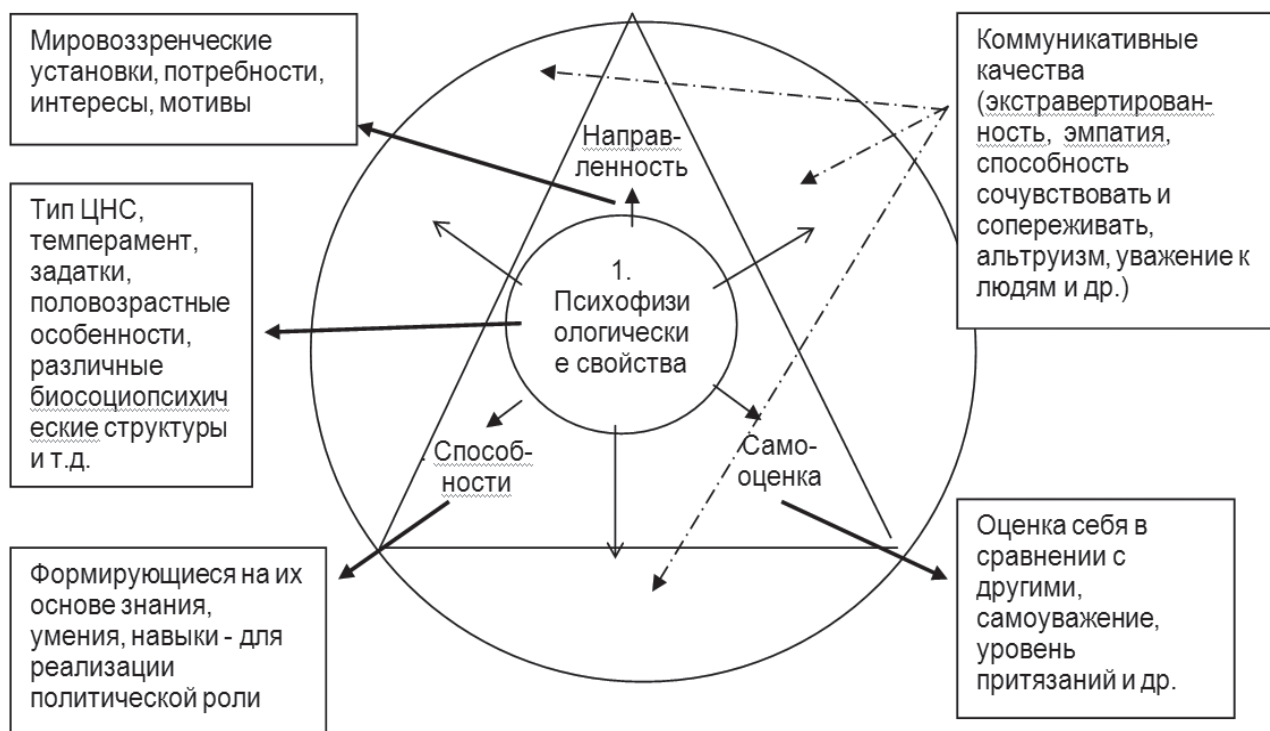 Мировоззренческие
установки, потребности,
интересы, мотивы
Коммуникативные
качества
(экстравертирован-
ность, эмпатия,
способность
сочувствовать и
сопереживать,
альтруизм, уважение к
людям и др.)
Направ-
ленность
Тип ЦНС,
темперамент,
задатки,
половозрастные
особенности,
различные
биосоциопсихич
еские структуры
и т.д.
1.
Психофизи
ологически
е свойства
. Способ-
ности
Само-
оценка
Формирующиеся на их
основе знания,
умения, навыки - для
реализации
политической роли
Оценка себя в
сравнении с
другими,
самоуважение,
уровень
притязаний и др.